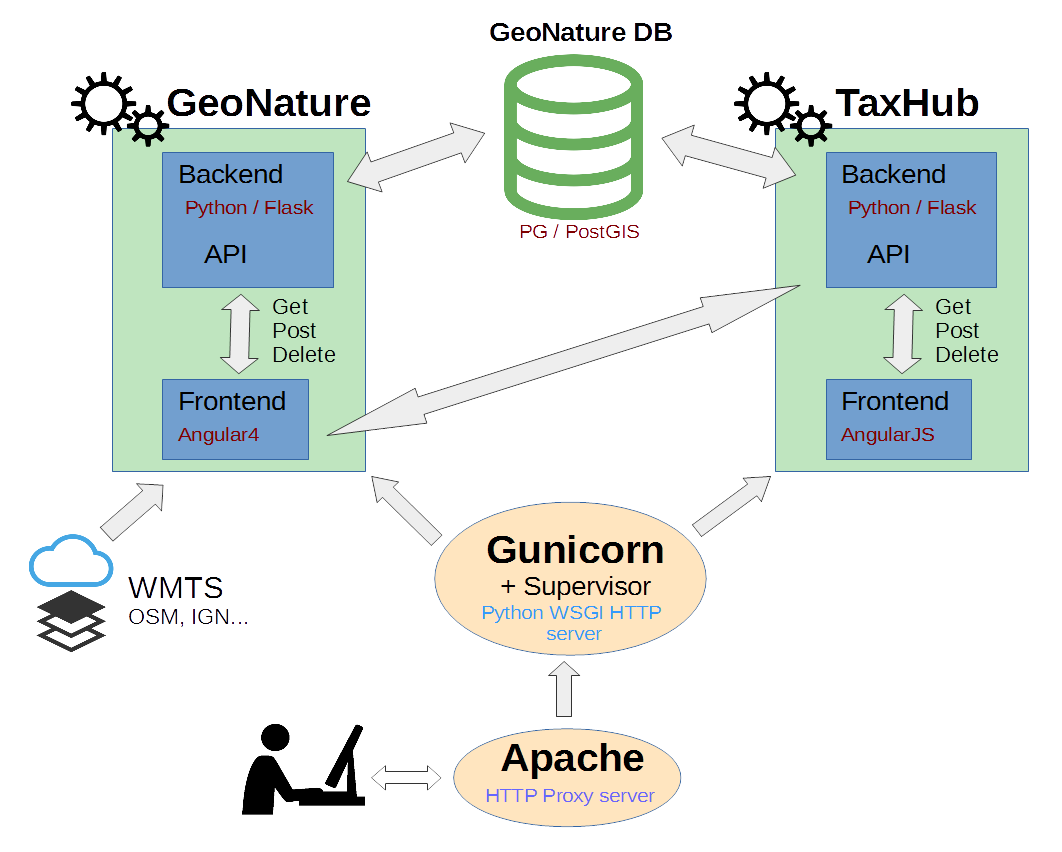 GeoNature DB
GeoNature
TaxHub
Backend
Python / Flask
API
Get
Post
Delete
Frontend
Angular4
PG / PostGIS
Backend
Python / Flask
API
Get
Post
Delete
Frontend
AngularJS
WMTS
OSM, IGN...
Gunicorn
+ Supervisor
Python WSGI HTTP
server
Apache
HTTP Proxy server